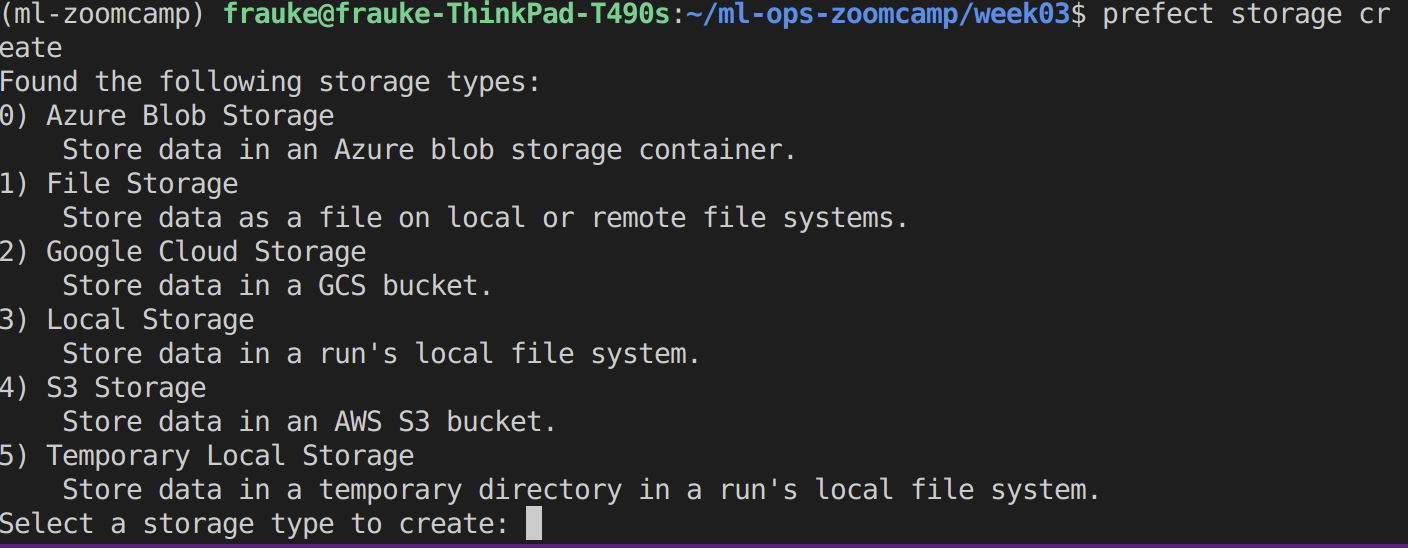 (ml-zoomcamp) frauke@frauke-ThinkPad-T490s:~/ml-ops-zoomcamp/week03$ prefect storage cr
eate
Found the following storage types:
0) Azure Blob Storage
    Store data in an Azure blob storage container.
1) File Storage
    Store data as a file on local or remote file systems.
2) Google Cloud Storage
    Store data in a GCS bucket.
3) Local Storage
    Store data in a run's local file system.
4) S3 Storage
    Store data in an AWS S3 bucket.
5) Temporary Local Storage
    Store data in a temporary directory in a run's local file system.
Select a storage type to create: